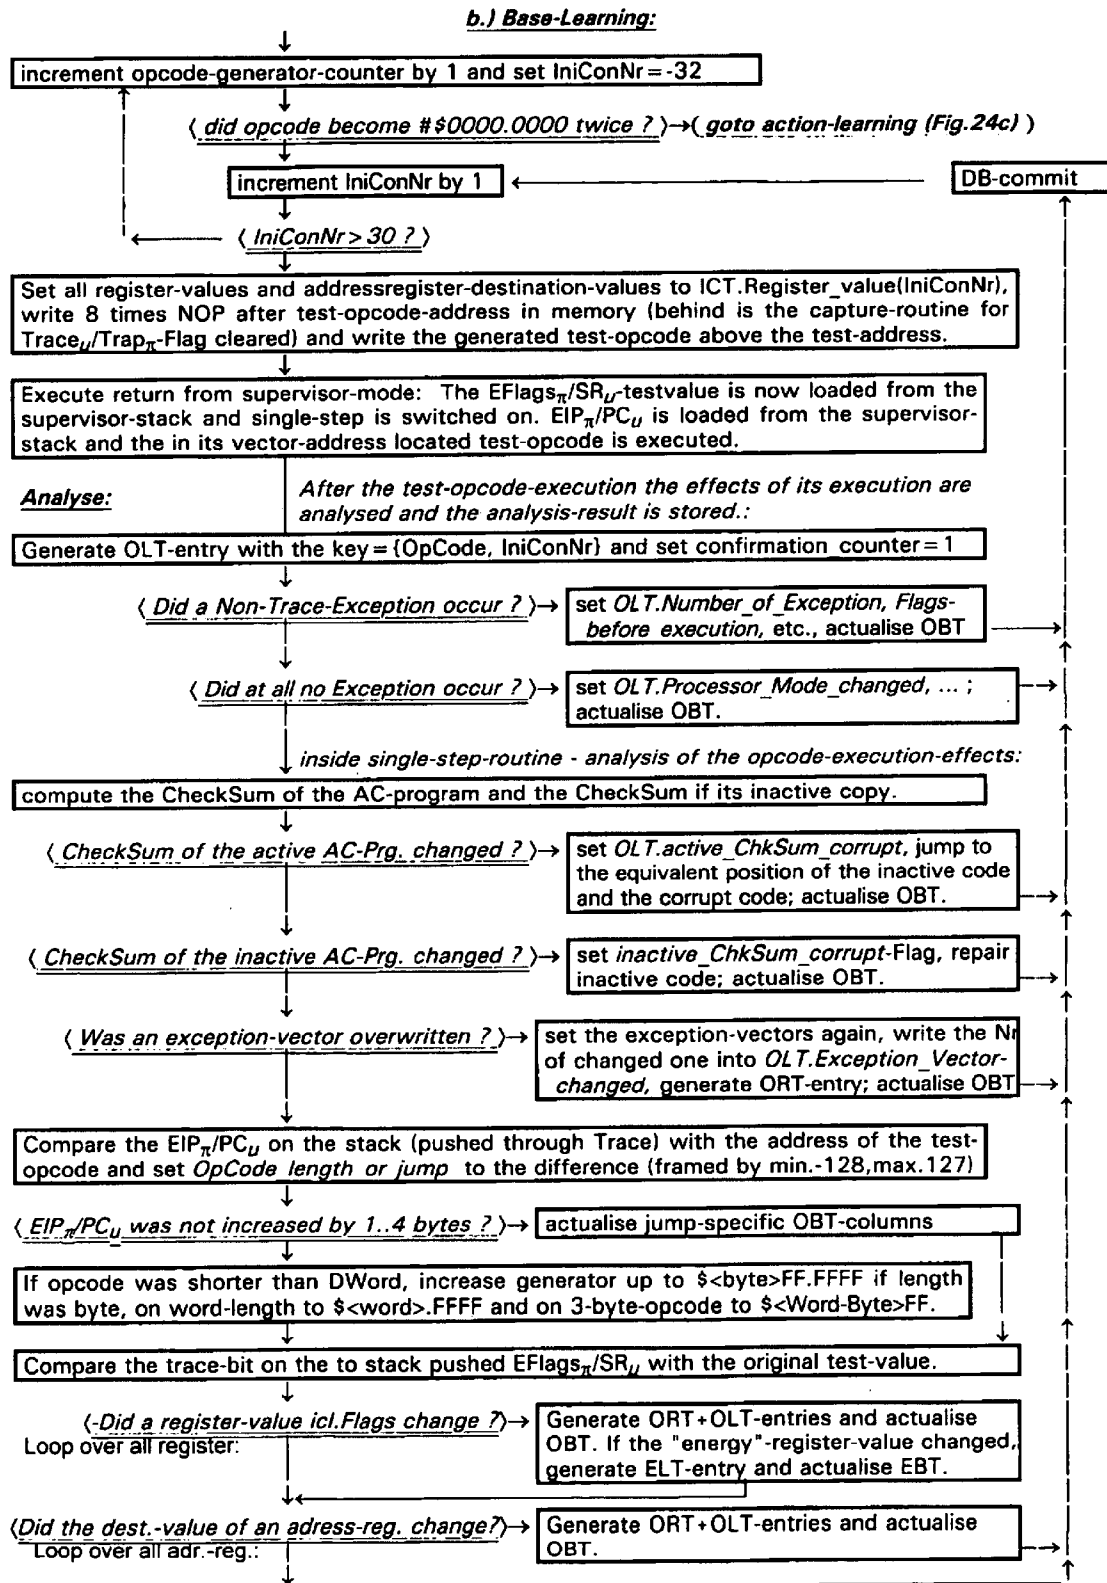 b.) Base-Learning:
increment opcode-generator-counter by 1 and set IniConNr=-32
⟨ did opcode become #$0000.0000 twice ? ⟩→( goto action-learning (Fig.24c) )
increment IniConNr by 1
DB-commit
⟨ IniConNr> 30 ? ⟩
Set all register-values and addressregister-destination-values to ICT.Register_value(IniConNr),
write 8 times NOP after test-opcode-address in memory (behind is the capture-routine for
Traceμ/Trapπ-Flag cleared) and write the generated test-opcode above the test-address.
Execute return from supervisor-mode: The EFlagsπ/SRμ-testvalue is now loaded from the
supervisor-stack and single-step is switched on. EIPπ/PCμ is loaded from the supervisor-
stack and the in its vector-address located test-opcode is executed.
Analyse:
After the test-opcode-execution the effects of its execution are
analysed and the analysis-result is stored.:
Generate OLT-entry with the key={OpCode, IniConNr} and set confirmation counter=1
⟨ Did a Non-Trace-Exception occur ? ⟩→
set OLT.Number_of_Exception, Flags-
before execution, etc., actualise OBT
⟨ Did at all no Exception occur ? ⟩→
set OLT.Processor_Mode_changed, ... ;
actualise OBT.
inside single-step-routine - analysis of the opcode-execution-effects:
compute the CheckSum of the AC-program and the CheckSum if its inactive copy.
⟨ CheckSum of the active AC-Prg. changed ? ⟩→
set OLT.active_ChkSum_corrupt, jump to
the equivalent position of the inactive code
and the corrupt code; actualise OBT.
⟨ CheckSum of the inactive AC-Prg. changed ? ⟩→
set inactive_ChkSum_corrupt-Flag, repair
inactive code; actualise OBT.
⟨ Was an exception-vector overwritten ? ⟩→
set the exception-vectors again, write the Nr
of changed one into OLT.Exception_Vector-
changed, generate ORT-entry; actualise OBT
Compare the EIPπ/PCμ on the stack (pushed through Trace) with the address of the test-
opcode and set OpCode length or jump to the difference (framed by min.-128,max.127)
⟨ EIPπ/PCμ was not increased by 1..4 bytes ? ⟩→
actualise jump-specific OBT-columns
If opcode was shorter than DWord, increase generator up to $<byte>FF.FFFF if length
was byte, on word-length to $<word>.FFFF and on 3-byte-opcode to $<Word-Byte>FF.
Compare the trace-bit on the to stack pushed EFlagsπ/SRμ with the original test-value.
⟨-Did a register-value icl.Flags change ?⟩→
Loop over all register:
Generate ORT+OLT-entries and actualise
OBT. If the "energy"-register-value changed,
generate ELT-entry and actualise EBT.
⟨Did the dest.-value of an adress-reg. change?⟩→
Loop over all adr.-reg.:
Generate ORT+OLT-entries and actualise
OBT.